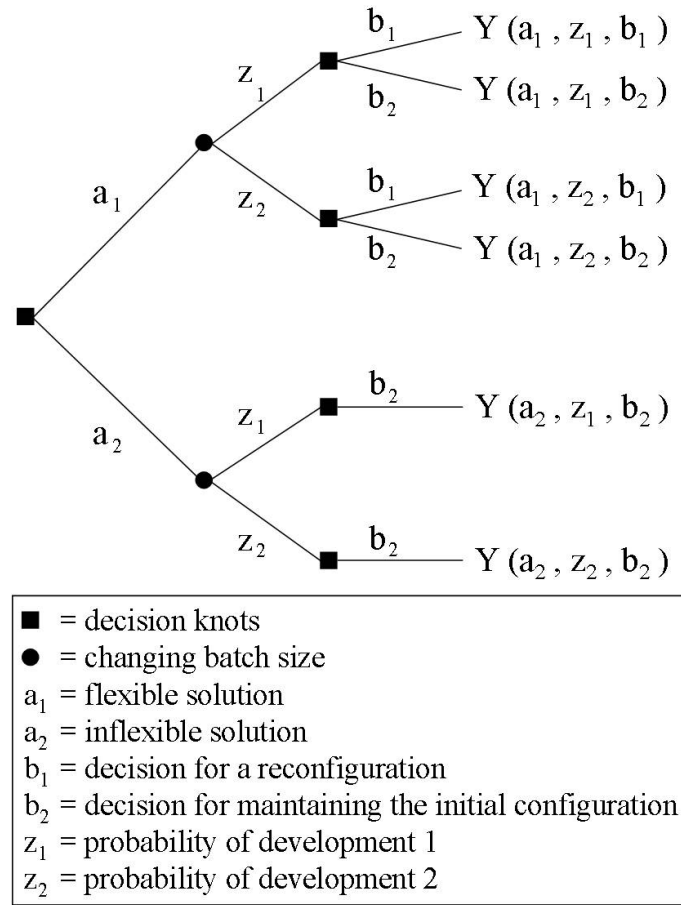 b₁ Y (a₁ , z₁ , b₁ )
z₁
b₂ Y (a₁ , z₁ , b₂ )
a₁
z₂
b₁ Y (a₁ , z₂ , b₁ )
b₂ Y (a₁ , z₂ , b₂ )
a₂
z₁
b₂ Y (a₂ , z₁ , b₂ )
z₂
b₂ Y (a₂ , z₂ , b₂ )
■ = decision knots
● = changing batch size
a₁ = flexible solution
a₂ = inflexible solution
b₁ = decision for a reconfiguration
b₂ = decision for maintaining the initial configuration
z₁ = probability of development 1
z₂ = probability of development 2